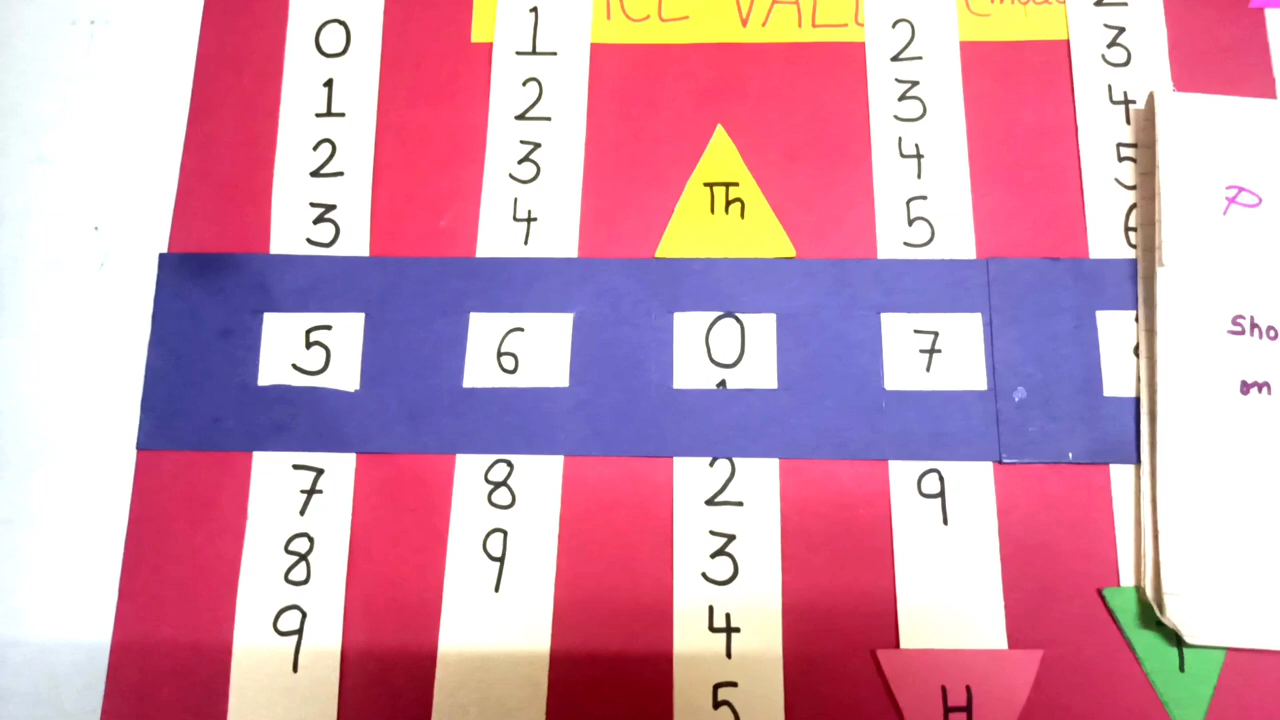 0 1 2
1 2 3 3
2 3 4 4
3 4 Th 5 5
5 6 0 7
7 8 2 9
8 9 3
9 4
5
H
Sho
on